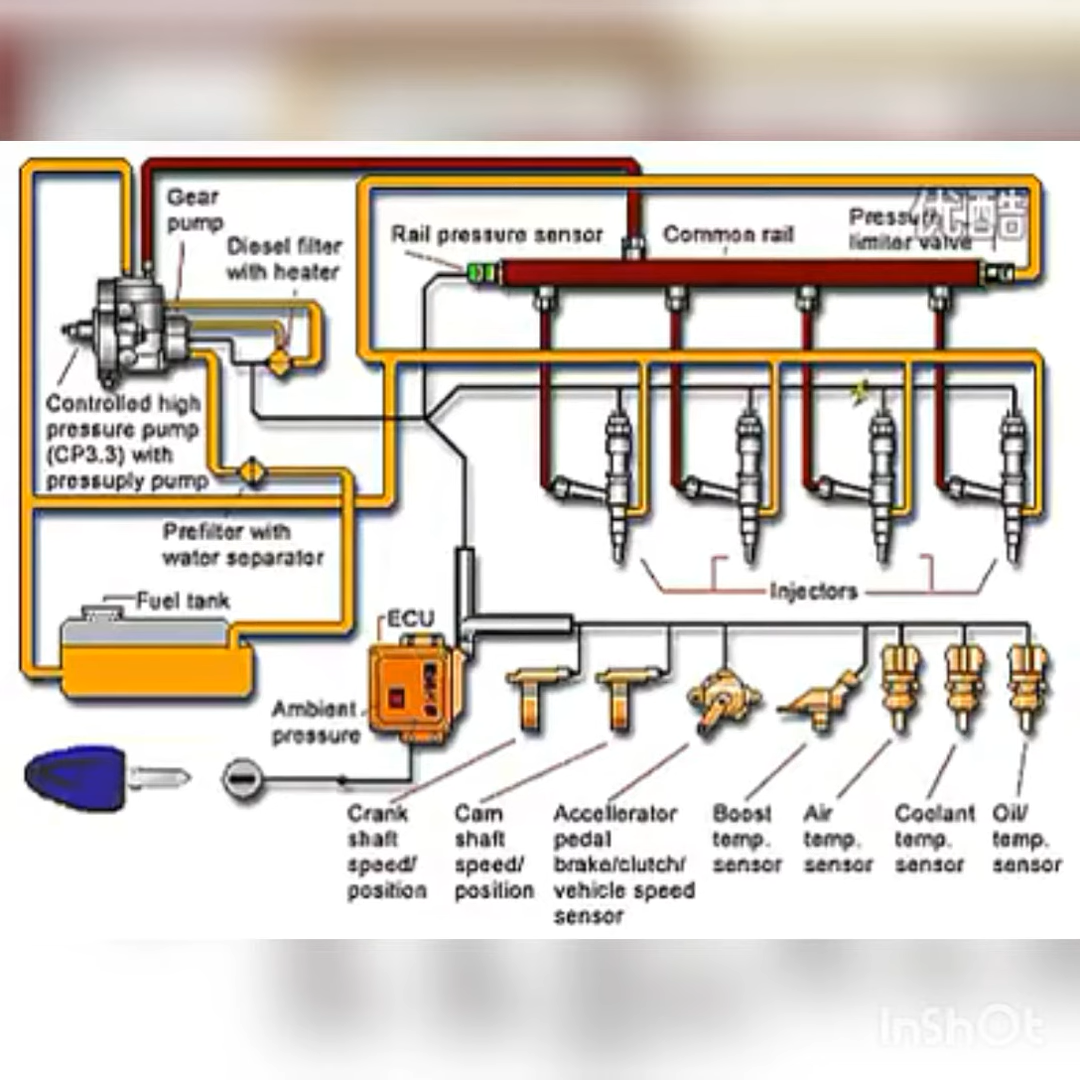 Gear
pump
Diesel filter
with heater
Rail pressure sensor
Common rail
Pressure
limiter valve
优酷
Controlled high
pressure pump
(CP3.3) with
pressuply pump
Prefilter with
water separator
Fuel tank
ECU
Injectors
Ambient
pressure
Crank
shaft
speed/
position
Cam
shaft
speed/
position
Accellerator
pedal
brake/clutch/
vehicle speed
sensor
Boost
temp.
sensor
Air
temp.
sensor
Coolant
temp.
sensor
Oil/
temp.
sensor
InShOt